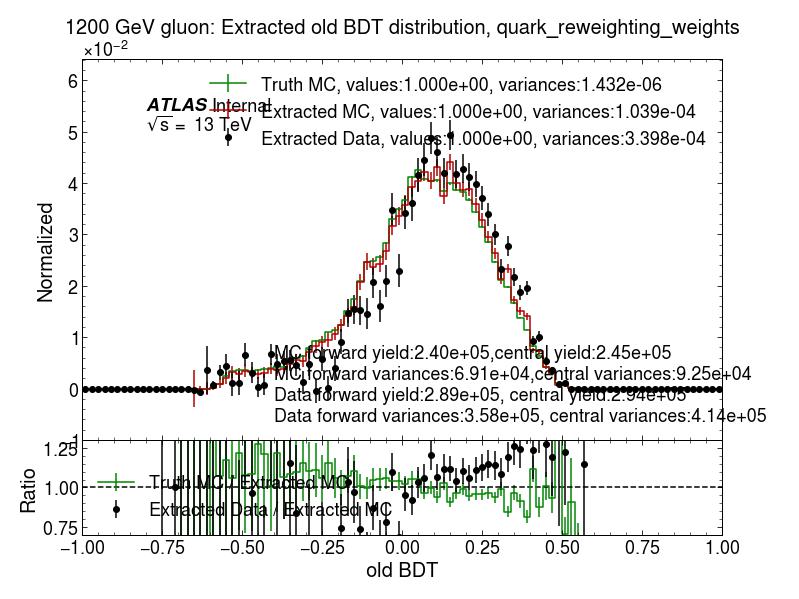 1200 GeV gluon: Extracted old BDT distribution, quark_reweighting_weights
×10⁻²
Truth MC, values:1.000e+00, variances:1.432e-06
ATLAS Internal
Extracted MC, values:1.000e+00, variances:1.039e-04
√s = 13 TeV
Extracted Data, values:1.000e+00, variances:3.398e-04
6
5
4
3
2
1
0
−1
Normalized
MC forward yield:2.40e+05,central yield:2.45e+05
MC forward variances:6.91e+04,central variances:9.25e+04
Data forward yield:2.89e+05, central yield:2.94e+05
Data forward variances:3.58e+05, central variances:4.14e+05
1.25
1.00
0.75
Ratio
Truth MC / Extracted MC
Extracted Data / Extracted MC
−1.00 −0.75 −0.50 −0.25 0.00 0.25 0.50 0.75 1.00
old BDT